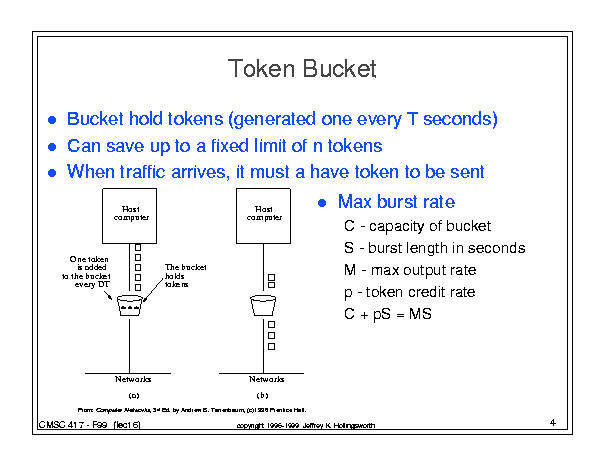 Token Bucket
Bucket hold tokens (generated one every T seconds)
Can save up to a fixed limit of n tokens
When traffic arrives, it must a have token to be sent
Max burst rate
C - capacity of bucket
S - burst length in seconds
M - max output rate
p - token credit rate
C + pS = MS
Host
computer
One token
is added
to the bucket
every DT
The bucket
holds
tokens
Networks
(a)
Host
computer
Networks
(b)
From: Computer Networks, 3rd Ed. by Andrew S. Tanenbaum, (c)1996 Prentice Hall.
CMSC 417 - F99 (lect 6)
copyright 1996-1999 Jeffrey K. Hollingsworth
4